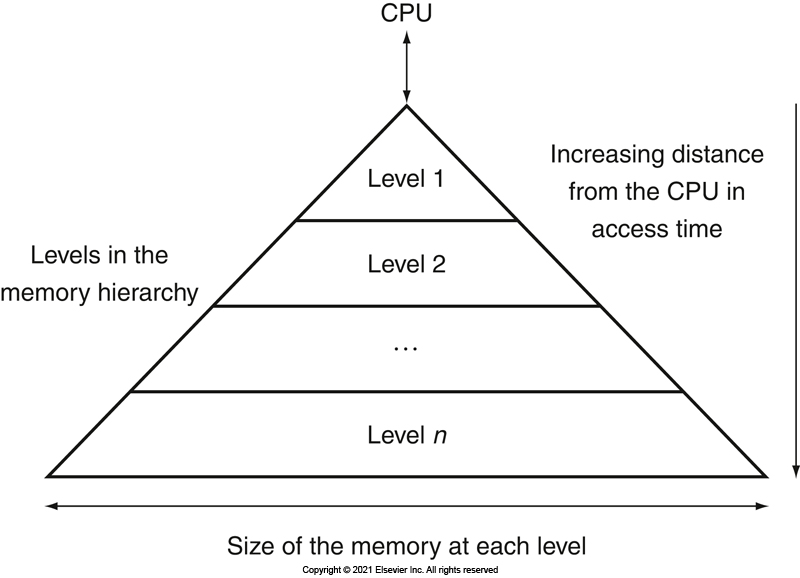 CPU
Level 1
Increasing distance
from the CPU in
access time
Levels in the
memory hierarchy
Level 2
...
Level n
Size of the memory at each level
Copyright © 2021 Elsevier Inc. All rights reserved